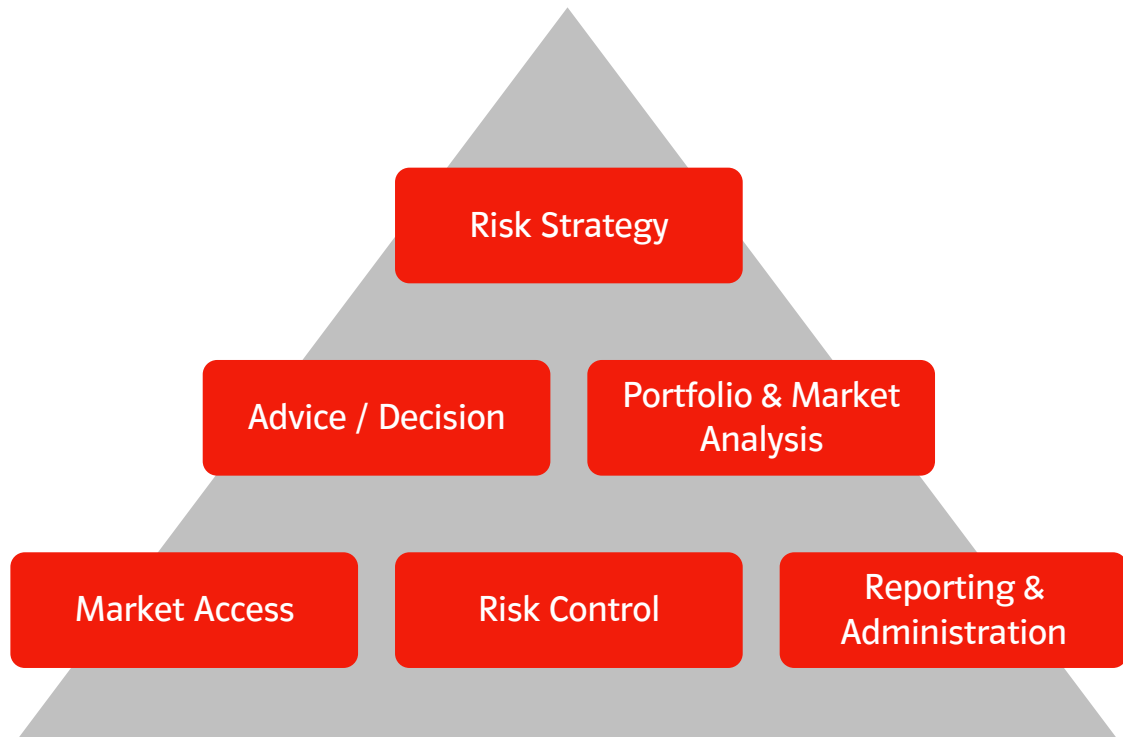 Risk Strategy
Advice / Decision
Portfolio & Market
Analysis
Market Access
Risk Control
Reporting &
Administration